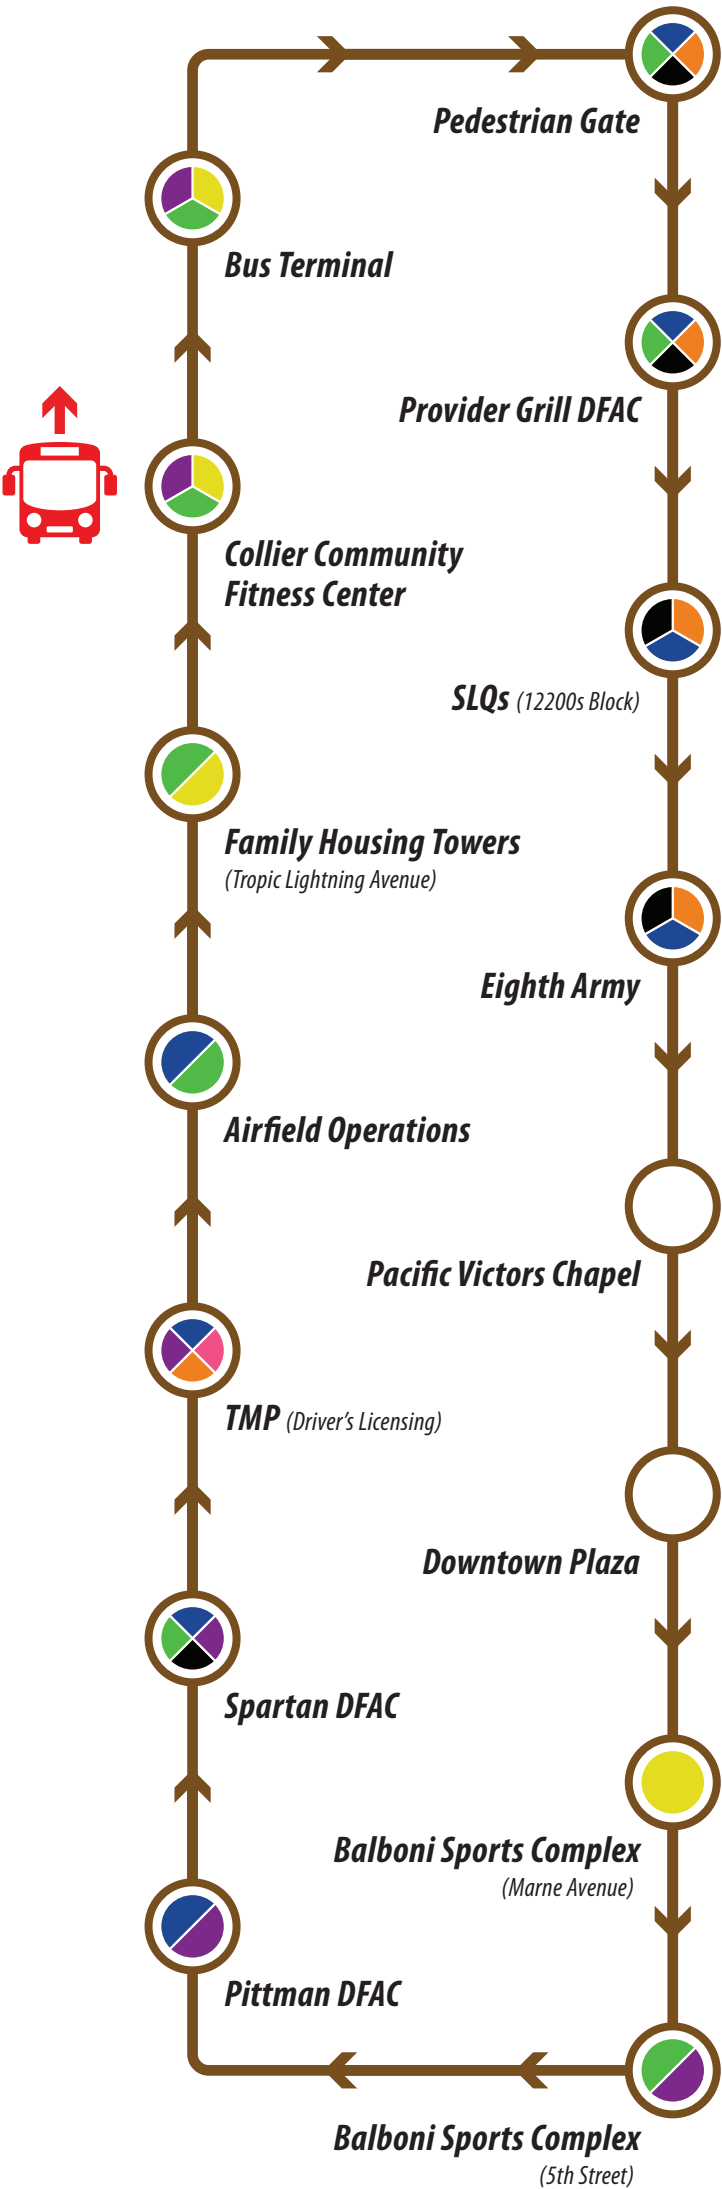 Pedestrian Gate
Bus Terminal
Provider Grill DFAC
Collier Community
Fitness Center
SLQs (12200s Block)
Family Housing Towers
(Tropic Lightning Avenue)
Eighth Army
Airfield Operations
Pacific Victors Chapel
TMP (Driver's Licensing)
Downtown Plaza
Spartan DFAC
Balboni Sports Complex
(Marne Avenue)
Pittman DFAC
Balboni Sports Complex
(5th Street)